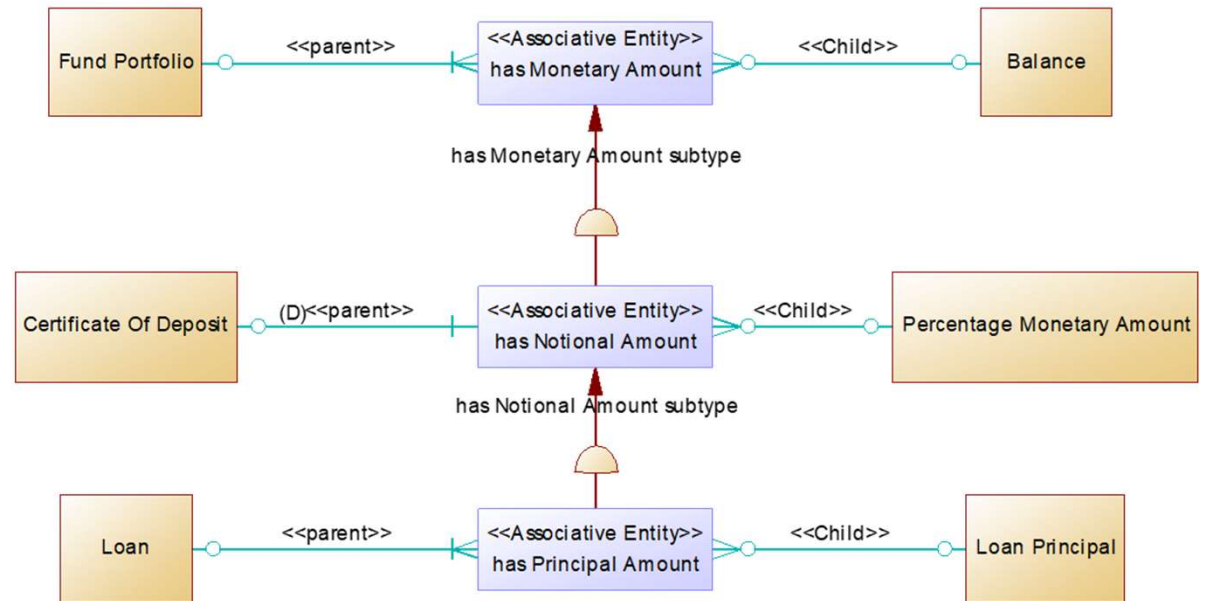 Fund Portfolio
<<parent>>
<<Associative Entity>>
has Monetary Amount
<<Child>>
Balance
has Monetary Amount subtype
Certificate Of Deposit
(D)<<parent>>
<<Associative Entity>>
has Notional Amount
<<Child>>
Percentage Monetary Amount
has Notional Amount subtype
Loan
<<parent>>
<<Associative Entity>>
has Principal Amount
<<Child>>
Loan Principal